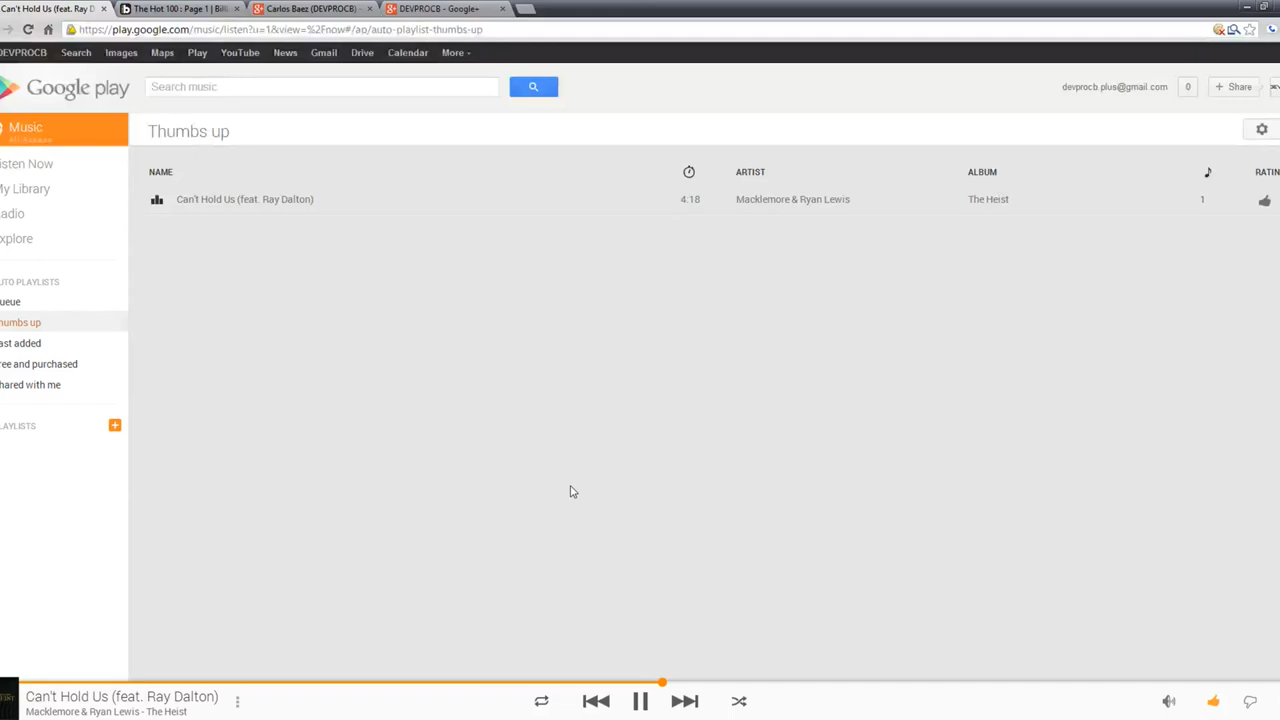 Can't Hold Us (feat. Ray D
The Hot 100 : Page 1 | Bill
Carlos Baez (DEVPROCB) -
DEVPROCB - Google+
https://play.google.com/music/listen?u=1&view=%2Fnow#/ap/auto-playlist-thumbs-up
DEVPROCB Search Images Maps Play YouTube News Gmail Drive Calendar More
Google play
Search music
devprocb.plus@gmail.com
0
+ Share
Music
Thumbs up
isten Now
My Library
adio
xplore
NAME ARTIST ALBUM RATIN
Can't Hold Us (feat. Ray Dalton) 4:18 Macklemore & Ryan Lewis The Heist 1
UTO PLAYLISTS
ueue
humbs up
ast added
ree and purchased
hared with me
LAYLISTS
Can't Hold Us (feat. Ray Dalton)
Macklemore & Ryan Lewis - The Heist